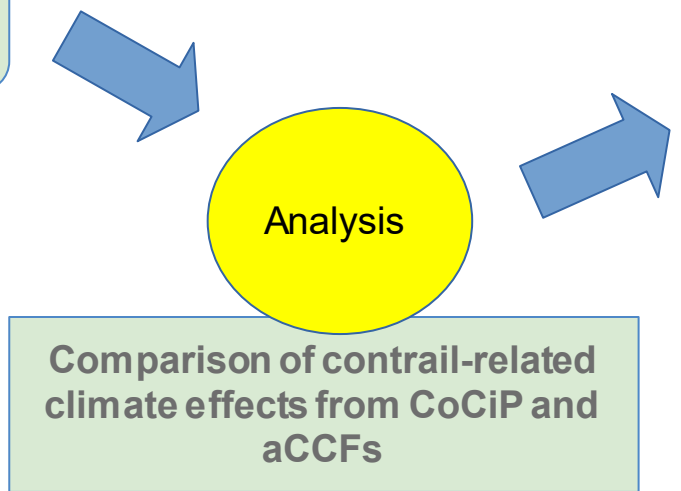 Analysis
Comparison of contrail-related
climate effects from CoCiP and
aCCFs